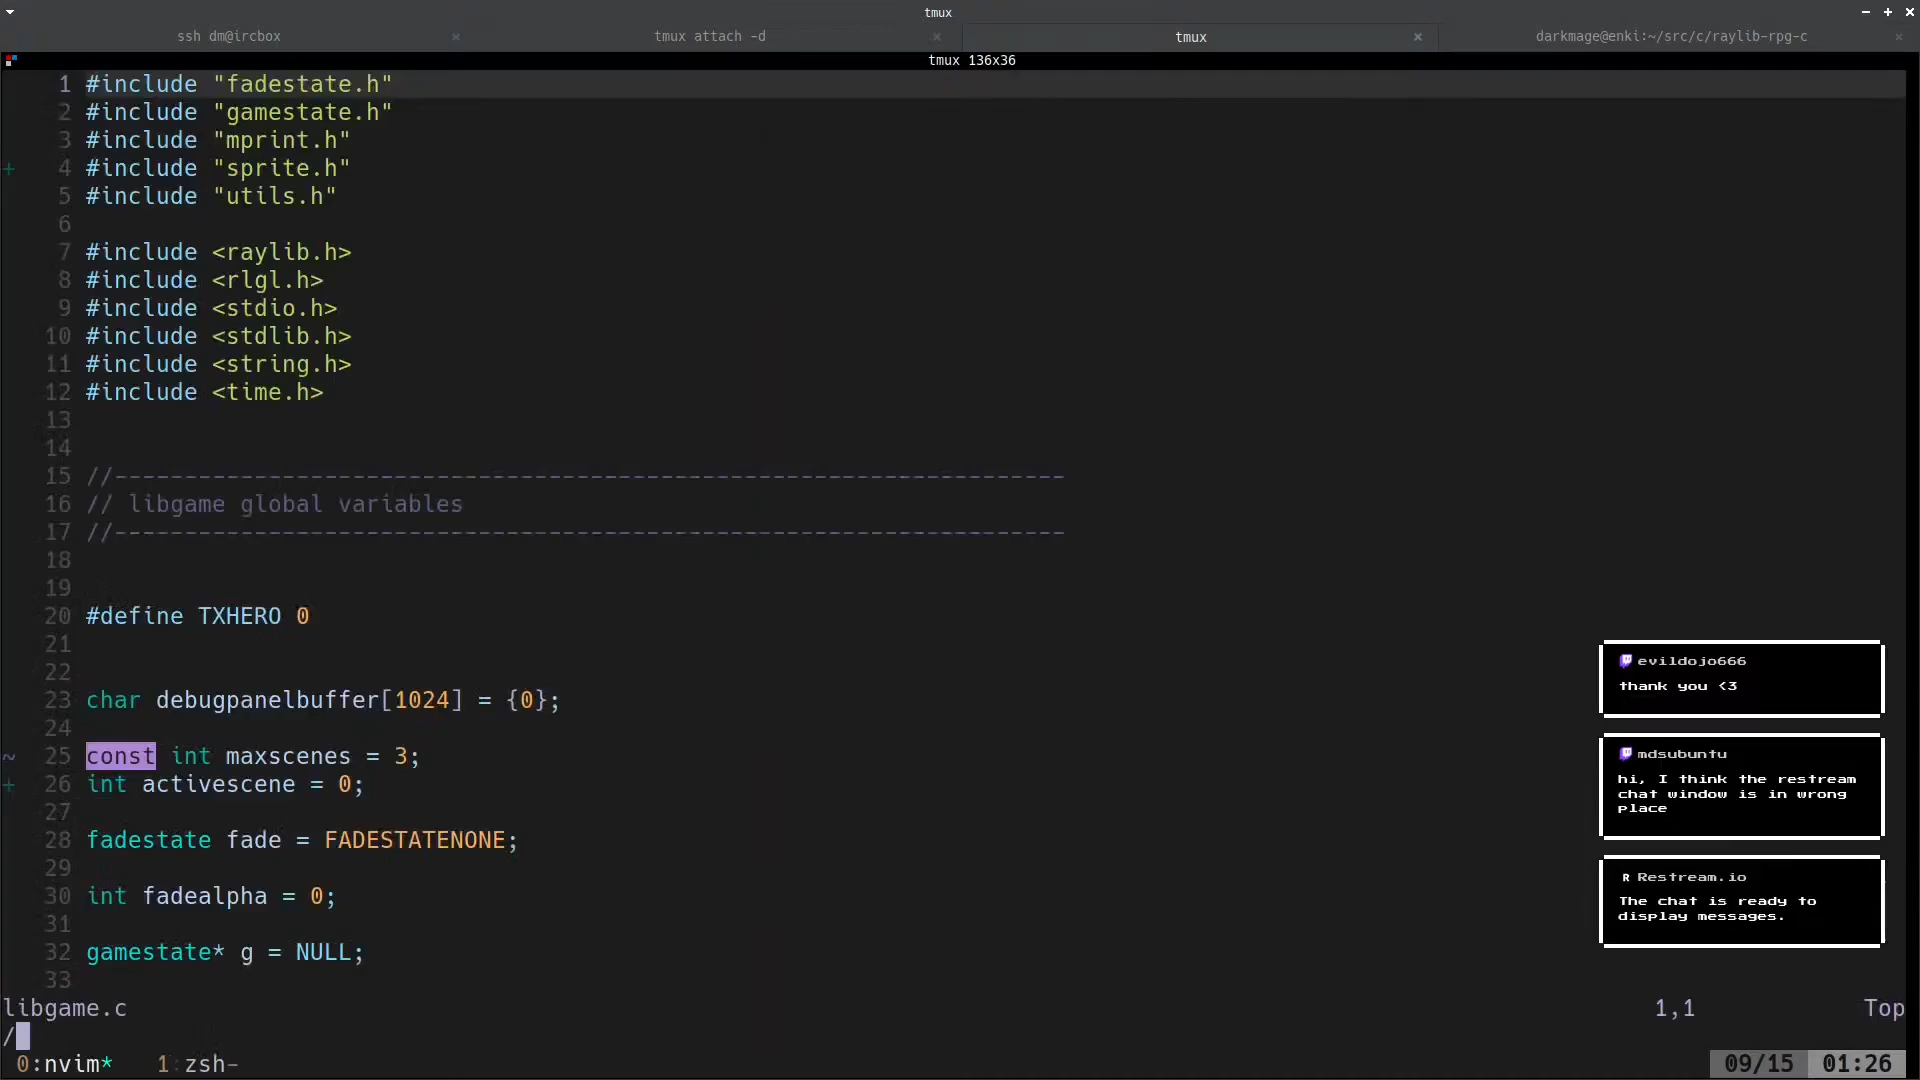 tmux
ssh dm@ircbox × tmux attach -d × tmux × darkmage@enki:~/src/c/raylib-rpg-c ×
tmux 136x36
1 #include "fadestate.h"
2 #include "gamestate.h"
3 #include "mprint.h"
+ 4 #include "sprite.h"
5 #include "utils.h"
6
7 #include <raylib.h>
8 #include <rlgl.h>
9 #include <stdio.h>
10 #include <stdlib.h>
11 #include <string.h>
12 #include <time.h>
13
14
15 //--------------------------------------------------------------------
16 // libgame global variables
17 //--------------------------------------------------------------------
18
19
20 #define TXHERO 0
21
22
23 char debugpanelbuffer[1024] = {0};
24
~ 25 const int maxscenes = 3;
+ 26 int activescene = 0;
27
28 fadestate fade = FADESTATENONE;
29
30 int fadealpha = 0;
31
32 gamestate* g = NULL;
33
evildojo666
thank you <3
mdsubuntu
hi, I think the restream
chat window is in wrong
place
R Restream.io
The chat is ready to
display messages.
libgame.c 1,1 Top
/
0:nvim* 1:zsh- 09/15 01:26